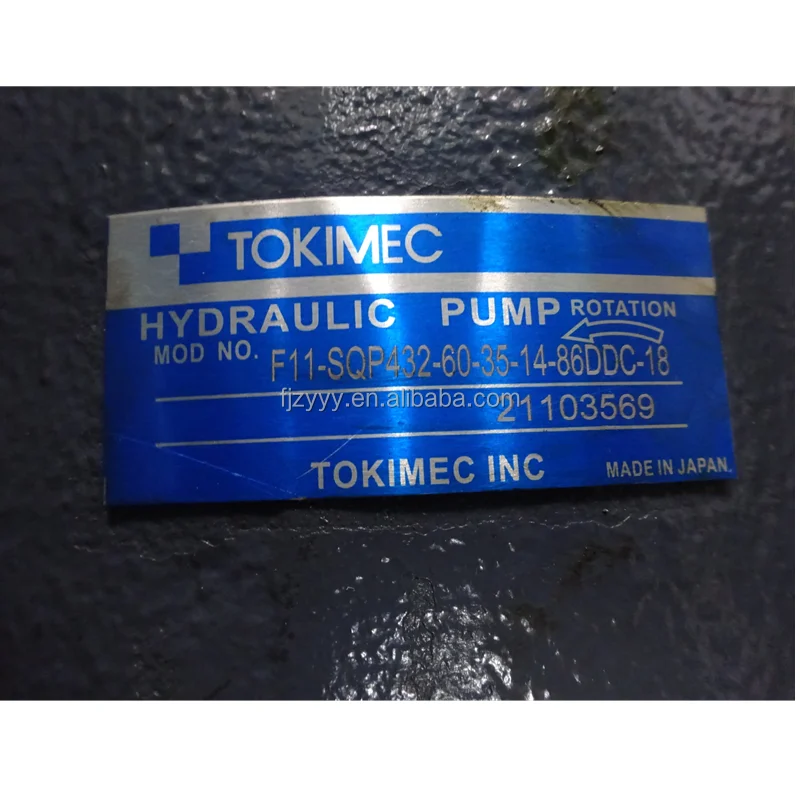 TOKIMEC
HYDRAULIC PUMP ROTATION
MOD NO. F11-SQP432-60-35-14-86DDC-18
fjzyyy.en.alibaba.com
21103569
TOKIMEC INC MADE IN JAPAN.